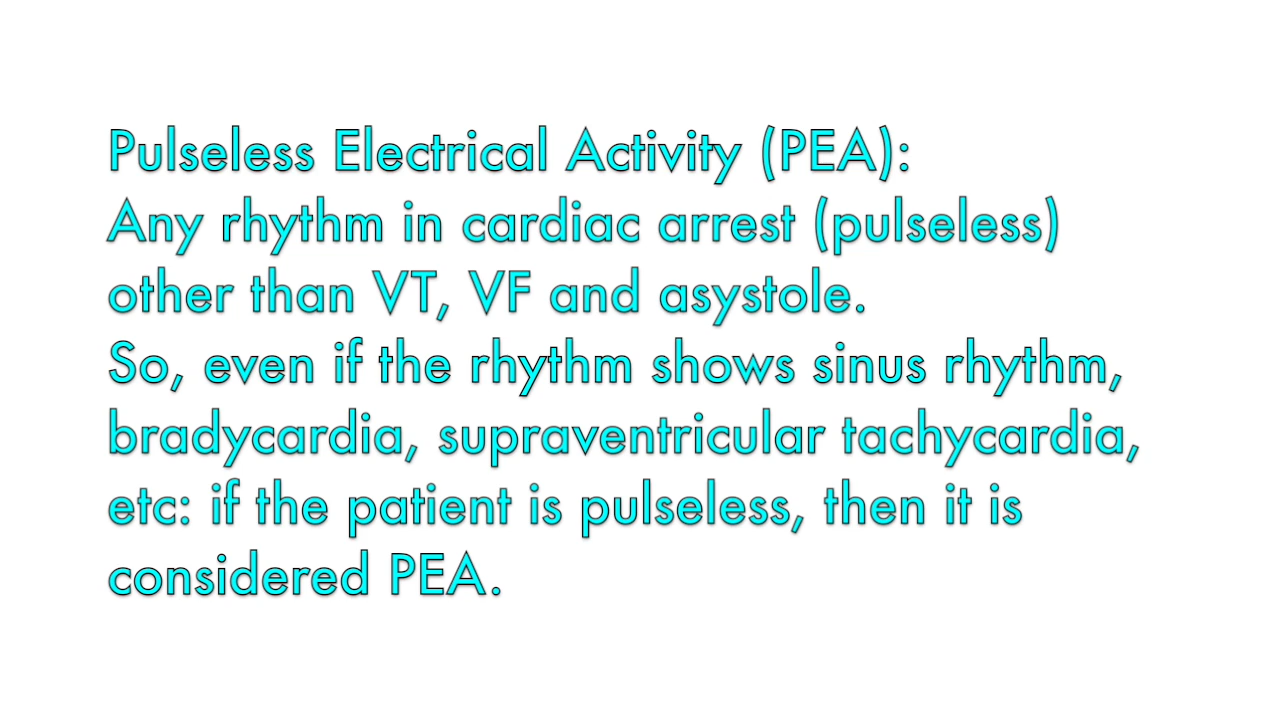 Pulseless Electrical Activity (PEA):
Any rhythm in cardiac arrest (pulseless)
other than VT, VF and asystole.
So, even if the rhythm shows sinus rhythm,
bradycardia, supraventricular tachycardia,
etc: if the patient is pulseless, then it is
considered PEA.